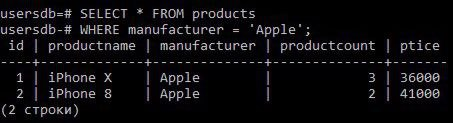 usersdb=# SELECT * FROM products
usersdb-# WHERE manufacturer = 'Apple';
 id | productname | manufacturer | productcount | ptice
----+-------------+--------------+--------------+-------
  1 | iPhone X    | Apple        |            3 | 36000
  2 | iPhone 8    | Apple        |            2 | 41000
(2 строки)